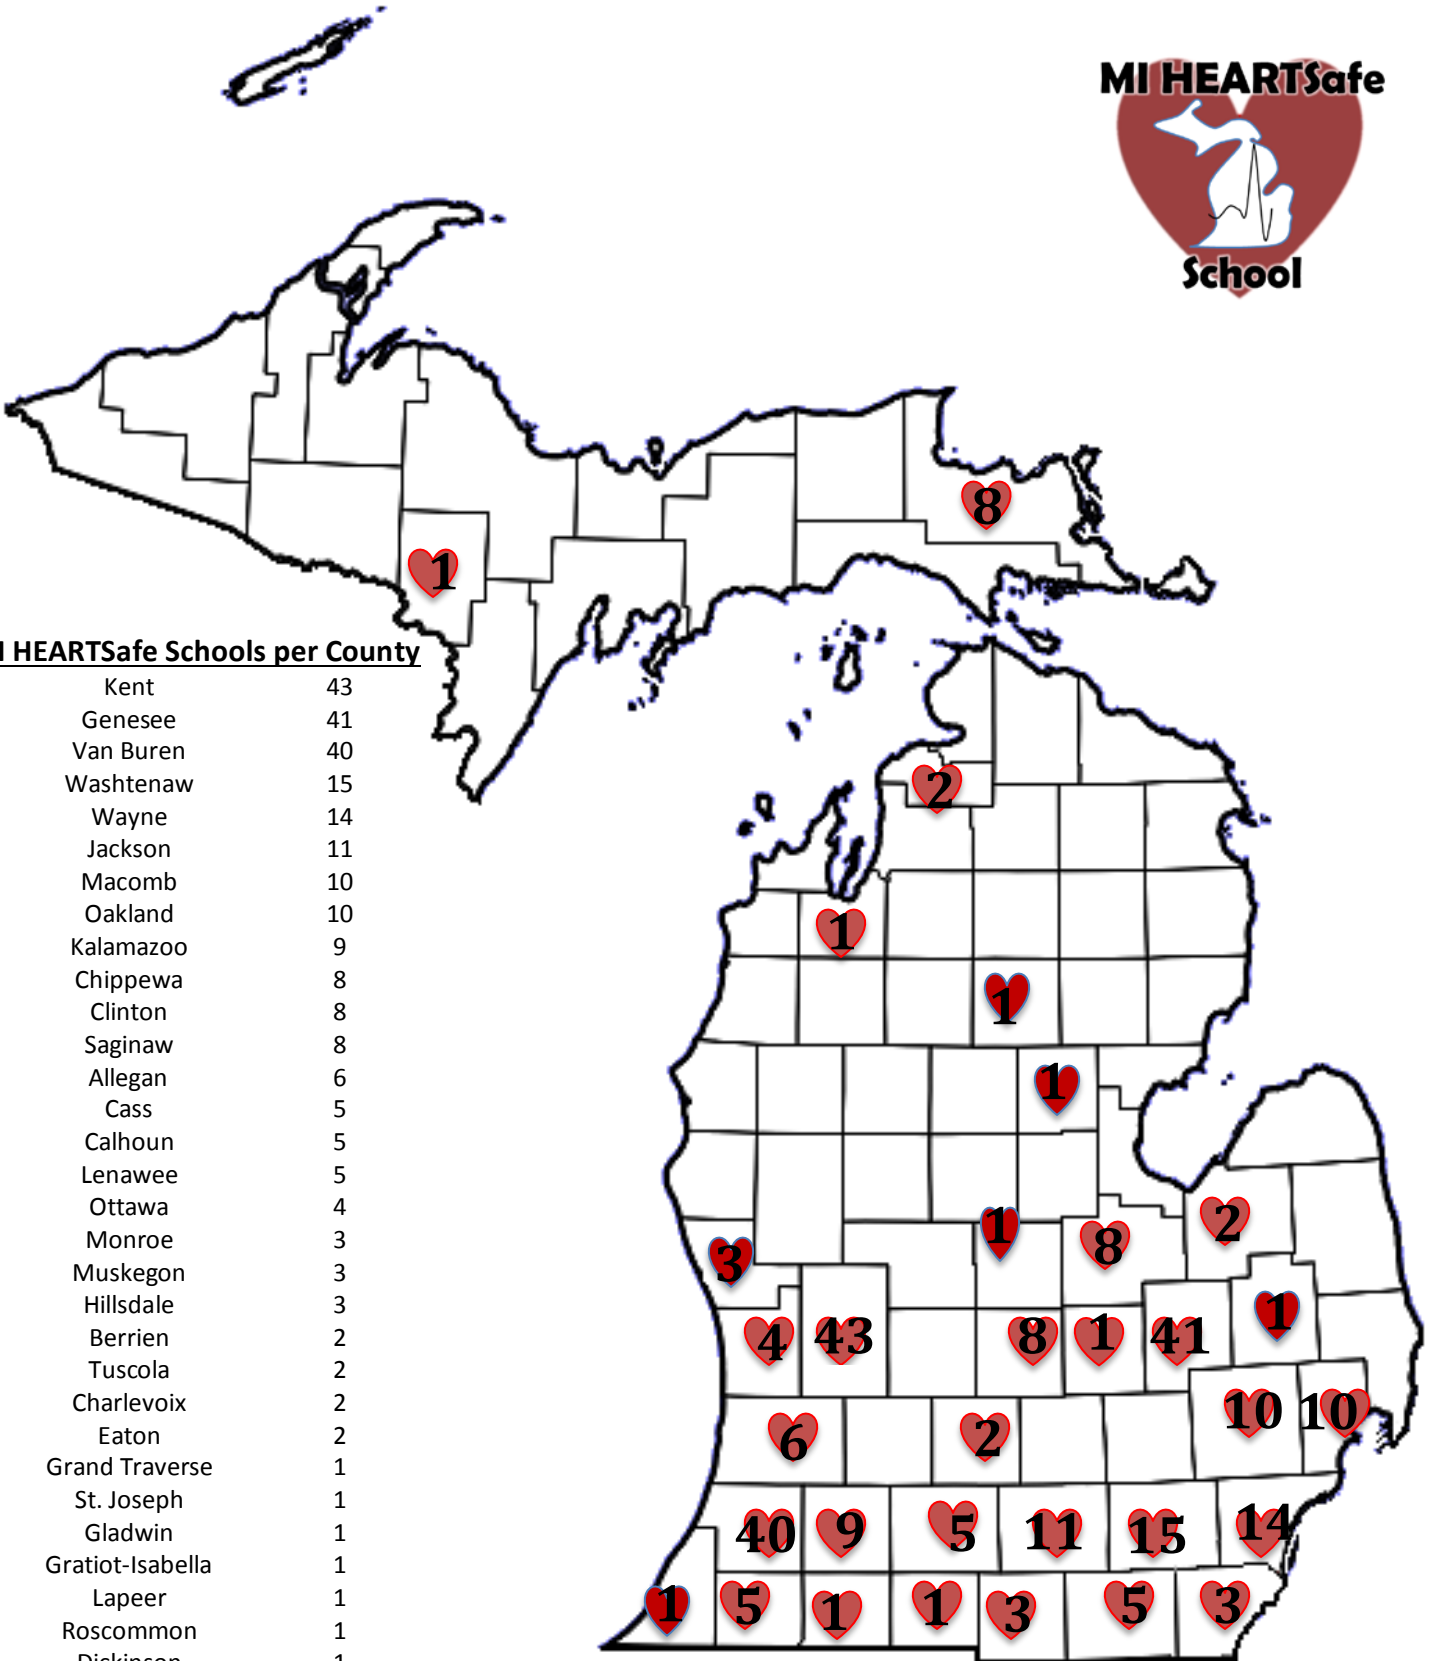 MI HEARTSafe
School
8
1
I HEARTSafe Schools per County
Kent 43
Genesee 41
Van Buren 40
Washtenaw 15
Wayne 14
Jackson 11
Macomb 10
Oakland 10
Kalamazoo 9
Chippewa 8
Clinton 8
Saginaw 8
Allegan 6
Cass 5
Calhoun 5
Lenawee 5
Ottawa 4
Monroe 3
Muskegon 3
Hillsdale 3
Berrien 2
Tuscola 2
Charlevoix 2
Eaton 2
Grand Traverse 1
St. Joseph 1
Gladwin 1
Gratiot-Isabella 1
Lapeer 1
Roscommon 1
Dickinson 1
2
1
1
1
1
8
2
3
1
4
43
8
1
41
10
10
6
2
40
9
5
11
15
14
1
5
1
1
3
5
3